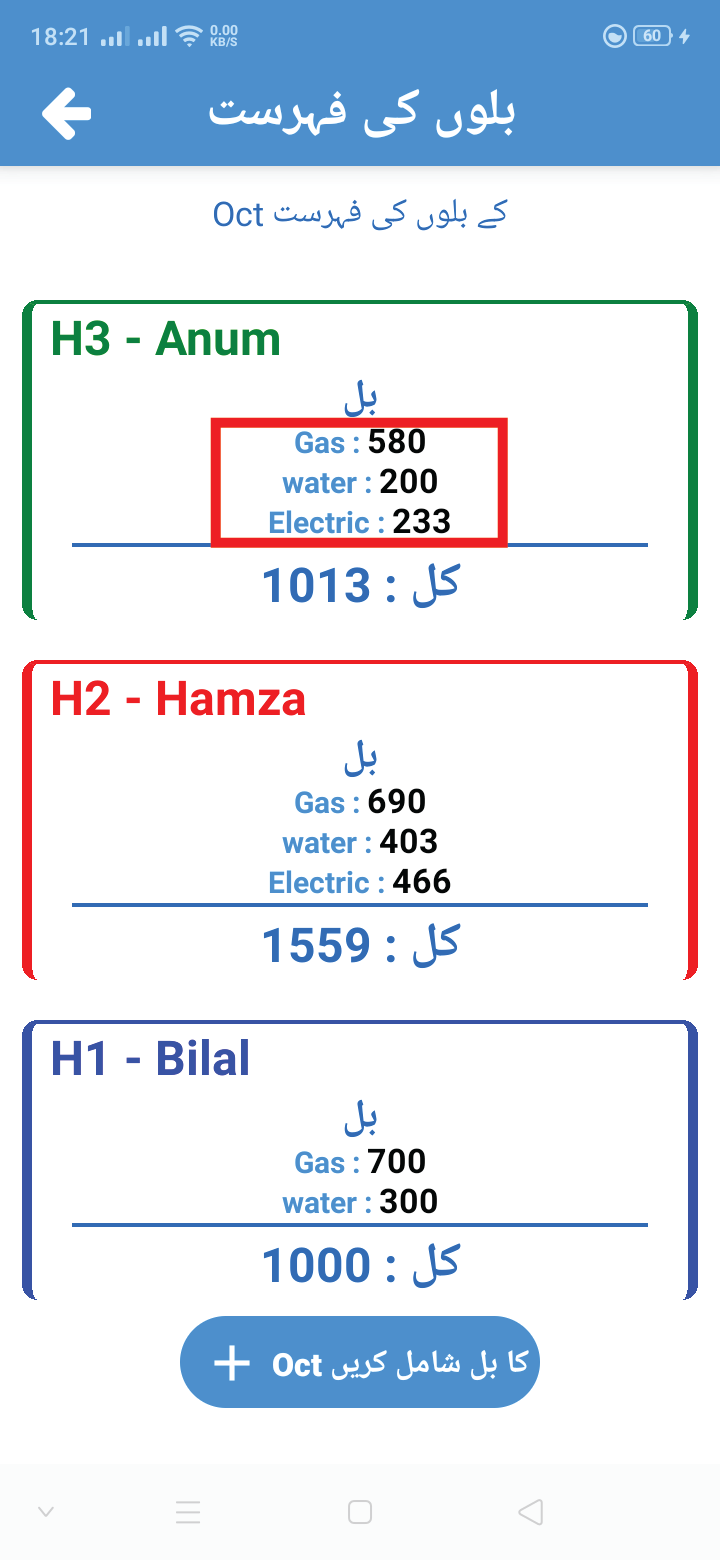 18:21 0.00 KB/S 60
بلوں کی فہرست
Oct کے بلوں کی فہرست
H3 - Anum
بل
Gas : 580
water : 200
Electric : 233
کل : 1013
H2 - Hamza
بل
Gas : 690
water : 403
Electric : 466
کل : 1559
H1 - Bilal
بل
Gas : 700
water : 300
کل : 1000
Oct کا بل شامل کریں